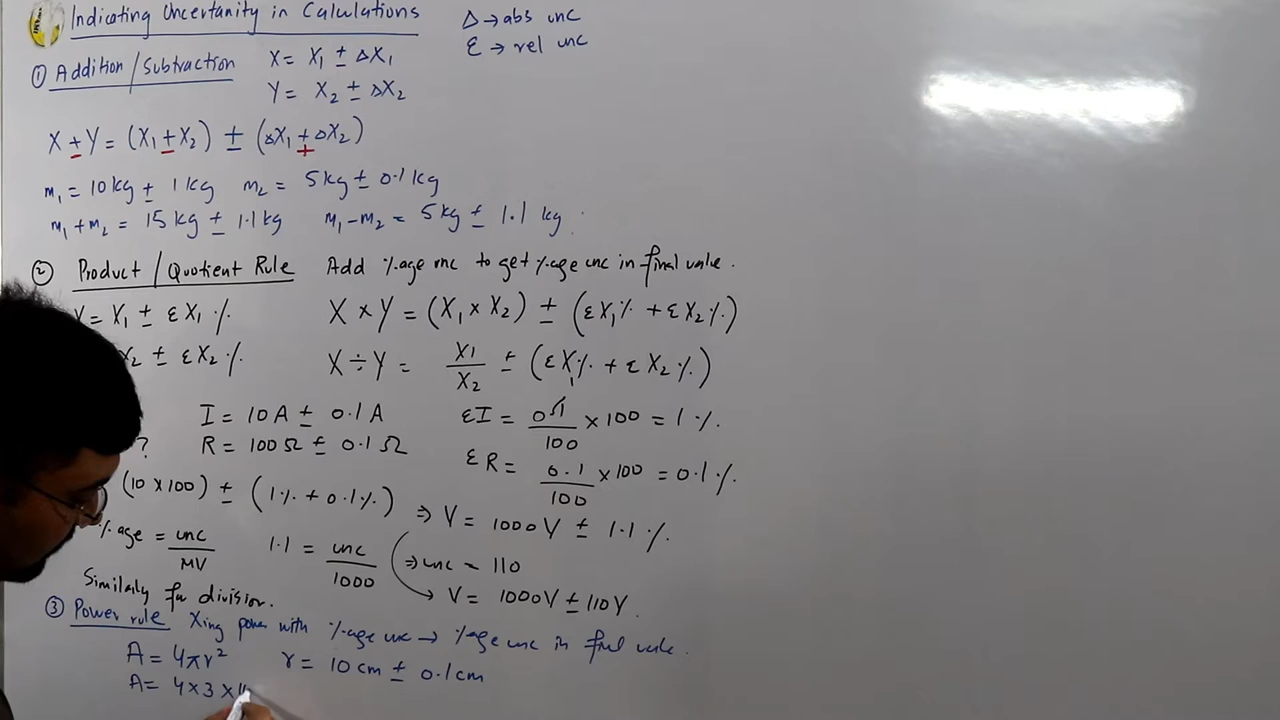 Indicating Uncertanity in Calculations
Δ → abs unc
ε → rel unc
① Addition / Subtraction X = X₁ ± ΔX₁
Y = X₂ ± ΔX₂
X + Y = (X₁ + X₂) ± (ΔX₁ + ΔX₂)
m₁ = 10 kg ± 1 kg m₂ = 5 kg ± 0.1 kg
m₁ + m₂ = 15 kg ± 1.1 kg m₁ - m₂ = 5 kg ± 1.1 kg.
② Product / Quotient Rule Add %age unc to get %age unc in final value.
= X₁ ± εX₁ % X × Y = (X₁ × X₂) ± (εX₁% + εX₂%)
X₂ ± εX₂ % X ÷ Y = X₁/X₂ ± (εX₁% + εX₂%)
I = 10 A ± 0.1 A εI = 0.1/100 × 100 = 1 %.
? R = 100 Ω ± 0.1 Ω εR = 0.1/100 × 100 = 0.1 %.
(10 × 100) ± (1% + 0.1%) ⇒ V = 1000V ± 1.1 %.
%age = unc/MV 1.1 = unc/1000 ⇒ unc = 110
→ V = 1000V ± 110V.
Similarly for division.
③ Power rule Xing power with %age unc → %age unc in final value.
A = 4πr² r = 10 cm ± 0.1 cm
A = 4 × 3 ×